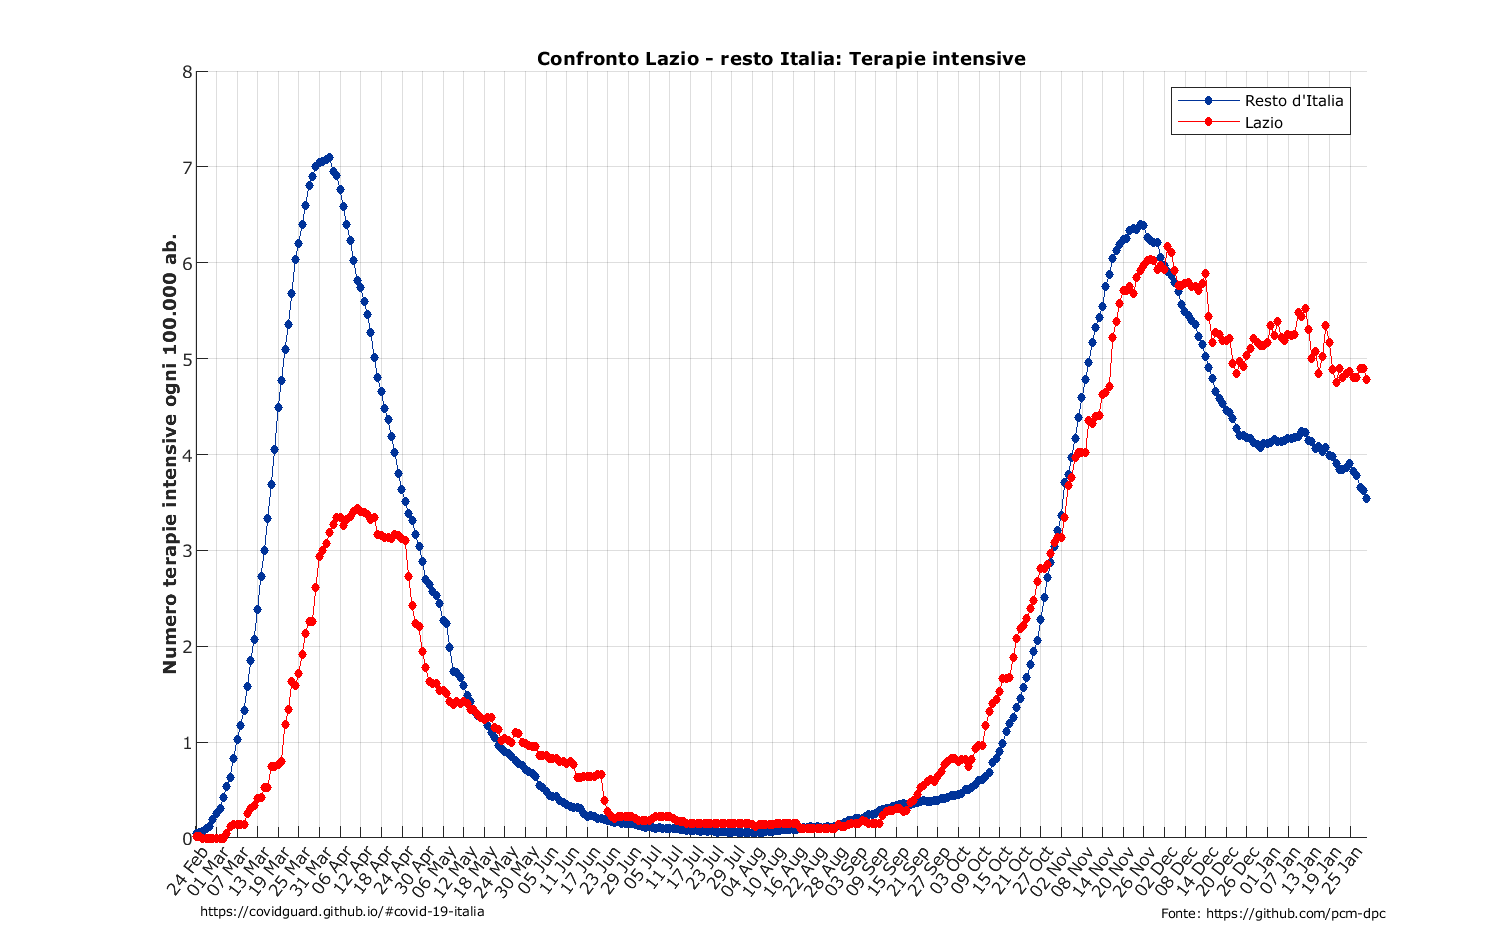 Confronto Lazio - resto Italia: Terapie intensive
Resto d'Italia
Lazio
Numero terapie intensive ogni 100.000 ab.
8
7
6
5
4
3
2
1
0
24 Feb
01 Mar
07 Mar
13 Mar
19 Mar
25 Mar
31 Mar
06 Apr
12 Apr
18 Apr
24 Apr
30 Apr
06 May
12 May
18 May
24 May
30 May
05 Jun
11 Jun
17 Jun
23 Jun
29 Jun
05 Jul
11 Jul
17 Jul
23 Jul
29 Jul
04 Aug
10 Aug
16 Aug
22 Aug
28 Aug
03 Sep
09 Sep
15 Sep
21 Sep
27 Sep
03 Oct
09 Oct
15 Oct
21 Oct
27 Oct
02 Nov
08 Nov
14 Nov
20 Nov
26 Nov
02 Dec
08 Dec
14 Dec
20 Dec
26 Dec
01 Jan
07 Jan
13 Jan
19 Jan
25 Jan
https://covidguard.github.io/#covid-19-italia
Fonte: https://github.com/pcm-dpc